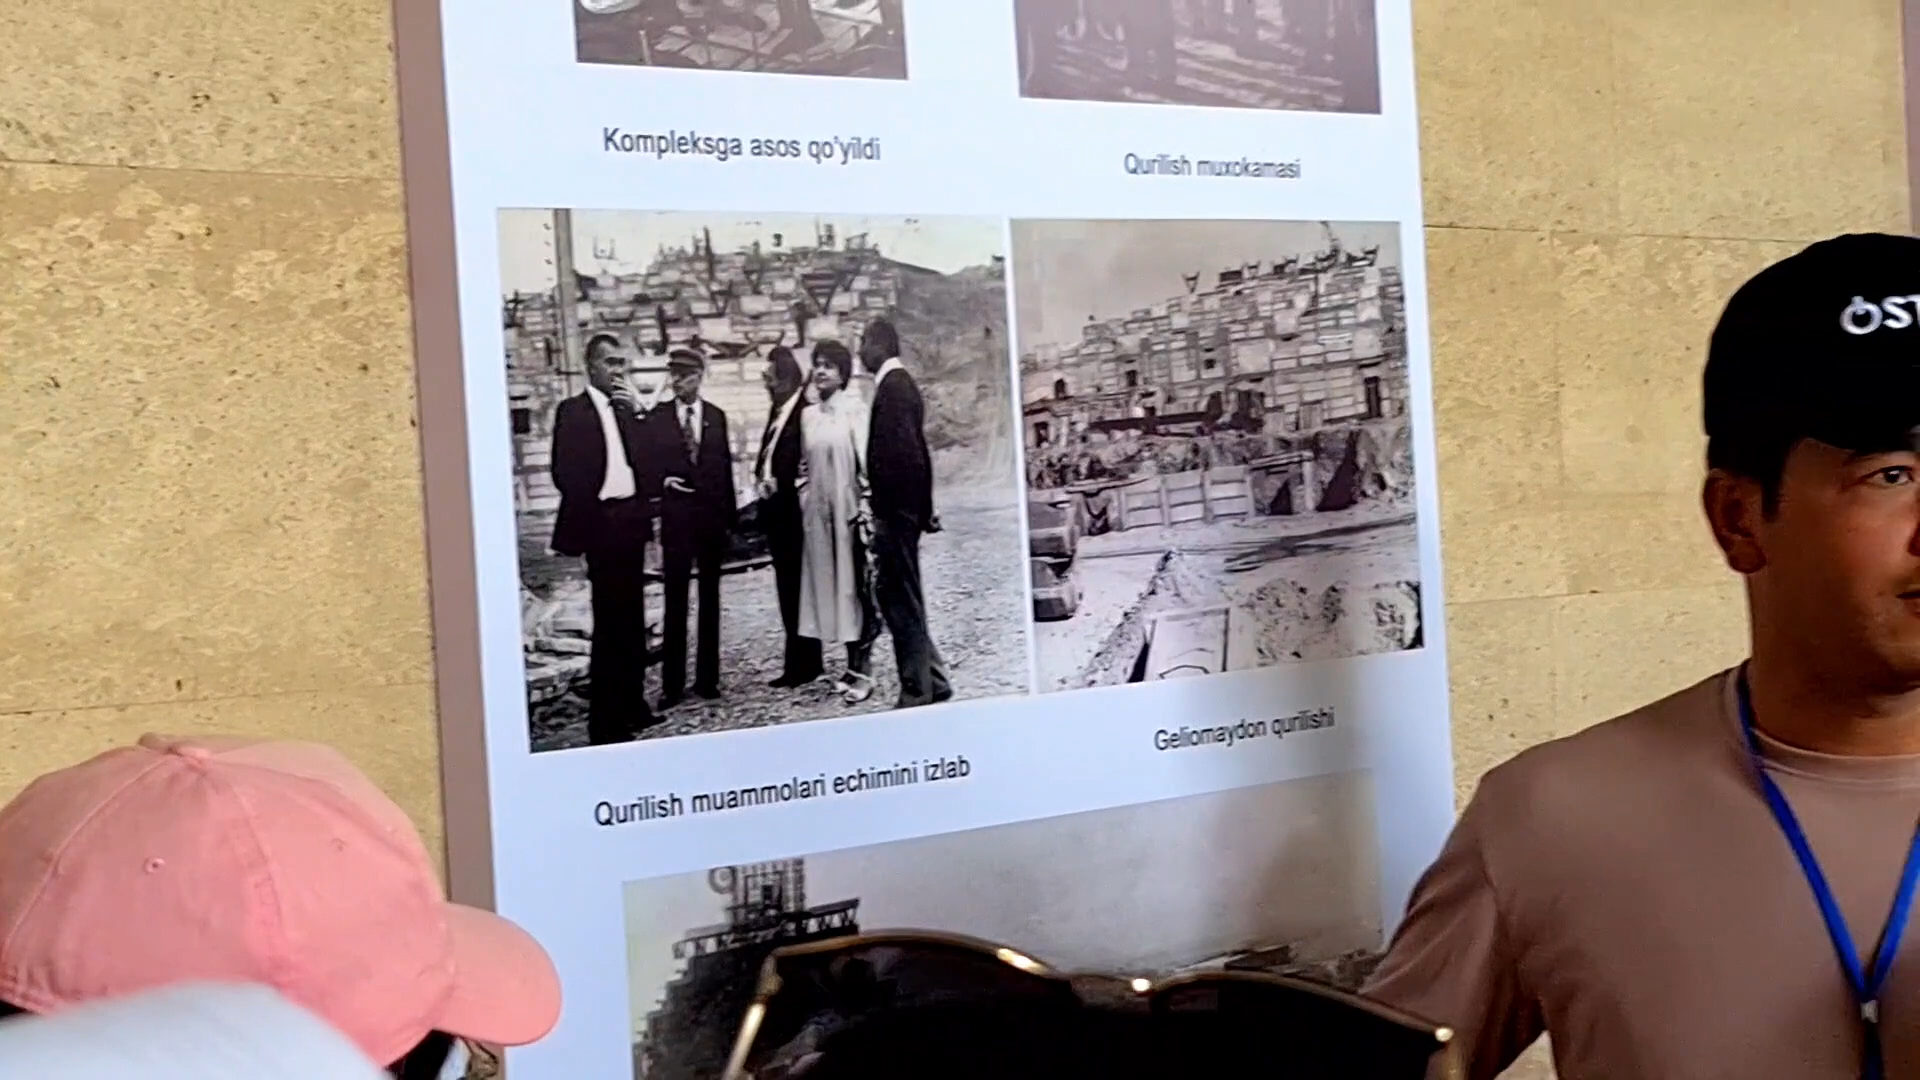 Kompleksga asos qo'yildi
Qurilish muxokamasi
Qurilish muammolari echimini izlab
Geliomaydon qurilishi